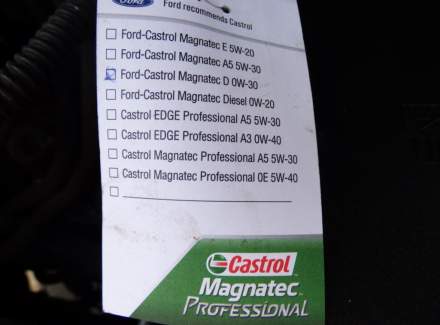 Ford
Ford recommends Castrol
Ford-Castrol Magnatec E 5W-20
Ford-Castrol Magnatec A5 5W-30
Ford-Castrol Magnatec D 0W-30
Ford-Castrol Magnatec Diesel 0W-20
Castrol EDGE Professional A5 5W-30
Castrol EDGE Professional A3 0W-40
Castrol Magnatec Professional A5 5W-30
Castrol Magnatec Professional 0E 5W-40
Castrol
Magnatec
PROFESSIONAL